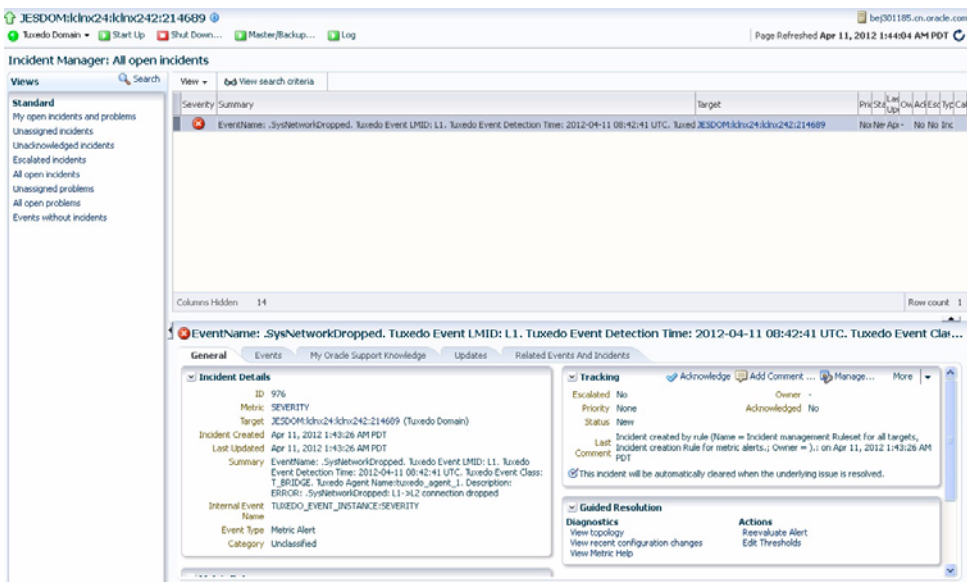 JESDOM:lclnx24:lclnx242:214689
bej301185.cn.oracle.com
Tuxedo Domain Start Up Shut Down... Master/Backup... Log
Page Refreshed Apr 11, 2012 1:44:04 AM PDT
Incident Manager: All open incidents
Views Search
Standard
My open incidents and problems
Unassigned incidents
Unacknowledged incidents
Escalated incidents
All open incidents
Unassigned problems
All open problems
Events without incidents
View View search criteria
Severity Summary Target
EventName: .SysNetworkDropped. Tuxedo Event LMID: L1. Tuxedo Event Detection Time: 2012-04-11 08:42:41 UTC. Tuxed JESDOM:lclnx24:lclnx242:214689 No No Inc
Columns Hidden 14
Row count 1
EventName: .SysNetworkDropped. Tuxedo Event LMID: L1. Tuxedo Event Detection Time: 2012-04-11 08:42:41 UTC. Tuxedo Event Clas...
General Events My Oracle Support Knowledge Updates Related Events And Incidents
Incident Details
ID 976
Metric SEVERITY
Target JESDOM:lclnx24:lclnx242:214689 (Tuxedo Domain)
Incident Created Apr 11, 2012 1:43:26 AM PDT
Last Updated Apr 11, 2012 1:43:26 AM PDT
Summary EventName: .SysNetworkDropped. Tuxedo Event LMID: L1. Tuxedo
Event Detection Time: 2012-04-11 08:42:41 UTC. Tuxedo Event Class:
T_BRIDGE. Tuxedo Agent Name:tuxedo_agent_1. Description:
ERROR: .SysNetworkDropped: L1->L2 connection dropped
Internal Event Name TUXEDO_EVENT_INSTANCE:SEVERITY
Event Type Metric Alert
Category Unclassified
Tracking Acknowledge Add Comment ... Manage... More
Escalated No Owner -
Priority None Acknowledged No
Status New
Last Comment Incident created by rule (Name = Incident management Ruleset for all targets,
Incident creation Rule for metric alerts.; Owner = ).: on Apr 11, 2012 1:43:26 AM
PDT
This incident will be automatically cleared when the underlying issue is resolved.
Guided Resolution
Diagnostics Actions
View topology Reevaluate Alert
View recent configuration changes Edit Thresholds
View Metric Help